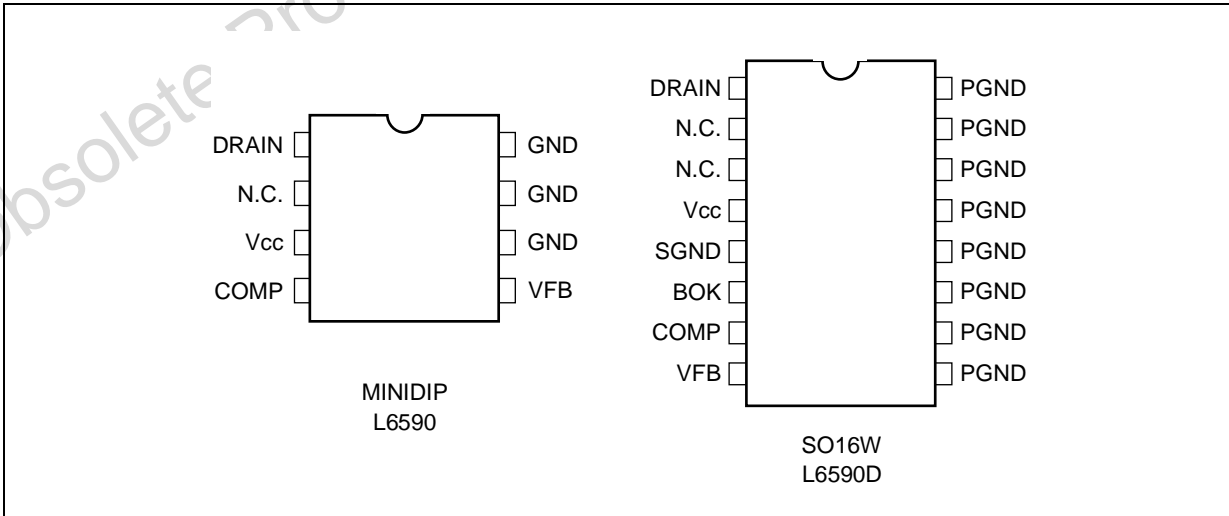 Obsolete Pro
DRAIN
N.C.
Vcc
COMP
GND
GND
GND
VFB
MINIDIP
L6590
DRAIN
N.C.
N.C.
Vcc
SGND
BOK
COMP
VFB
PGND
PGND
PGND
PGND
PGND
PGND
PGND
PGND
SO16W
L6590D